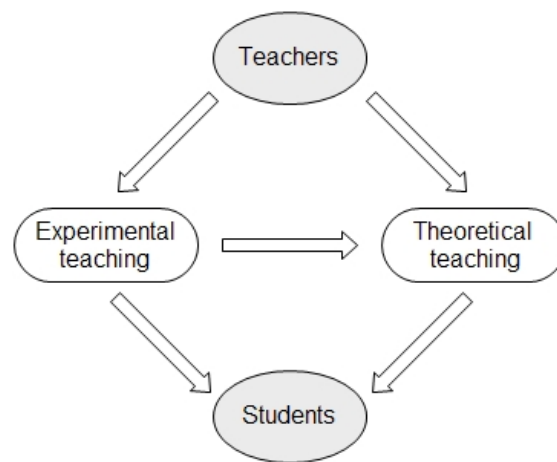 Teachers
Experimental
teaching
Theoretical
teaching
Students